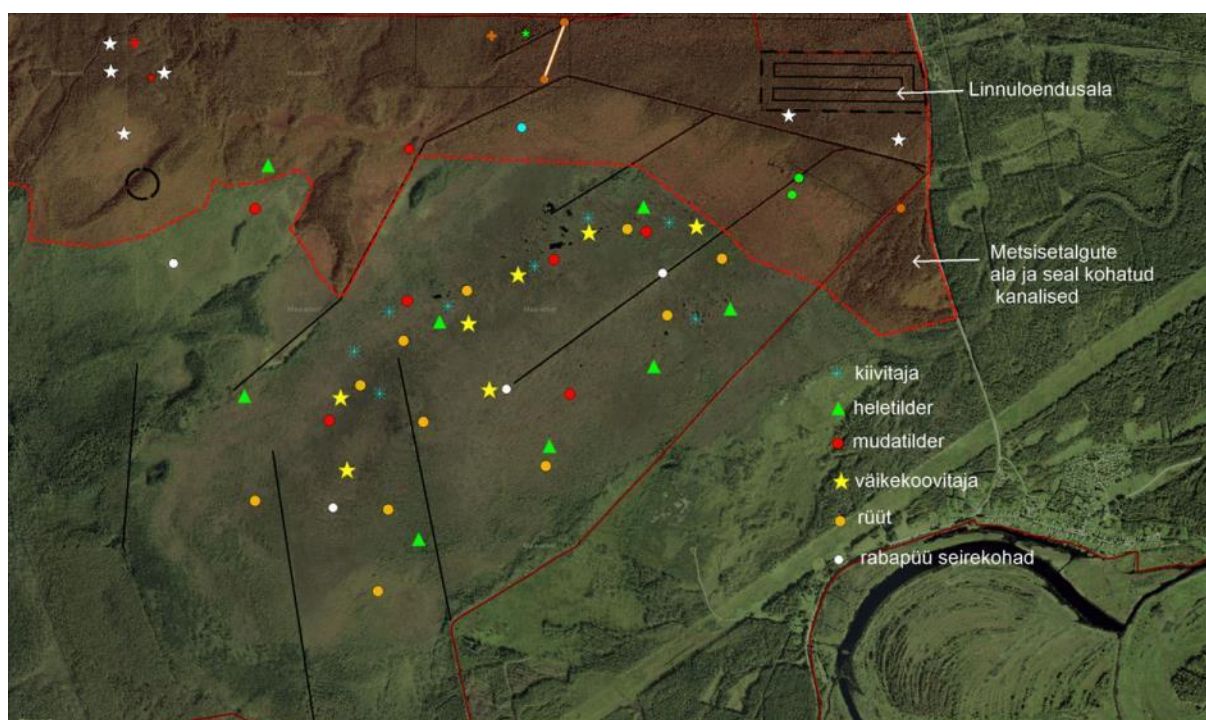 Linnuloendusala
Metsisetalgute
ala ja seal kohatud
kanalised
kiivitaja
heletilder
mudatilder
väikekoovitaja
rüüt
rabapüü seirekohad